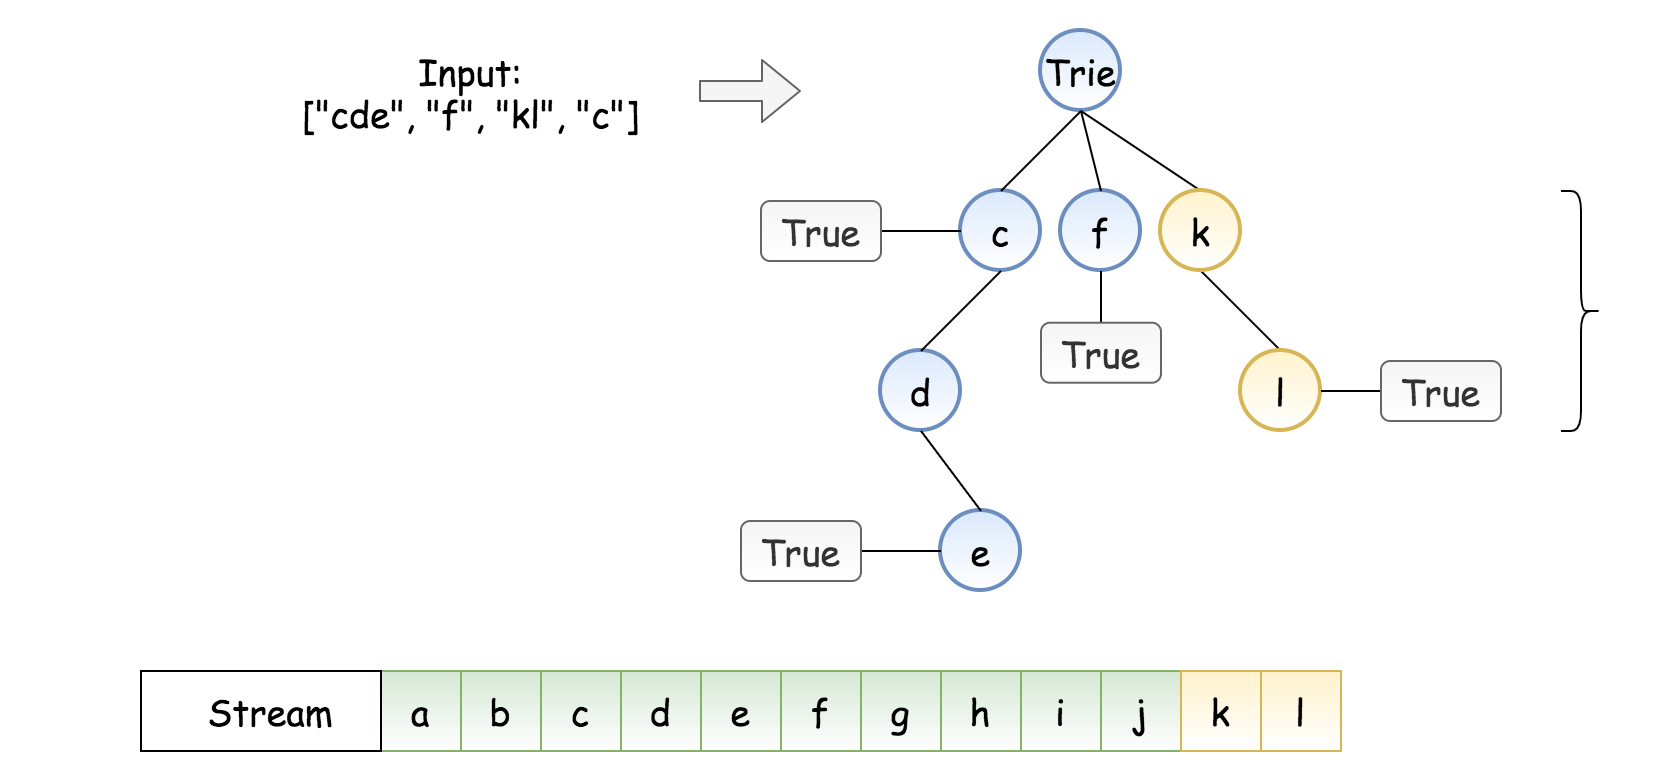 Input:
["cde", "f", "kl", "c"]
Trie
True
c
f
k
True
d
l
True
True
e
Stream
a
b
c
d
e
f
g
h
i
j
k
l